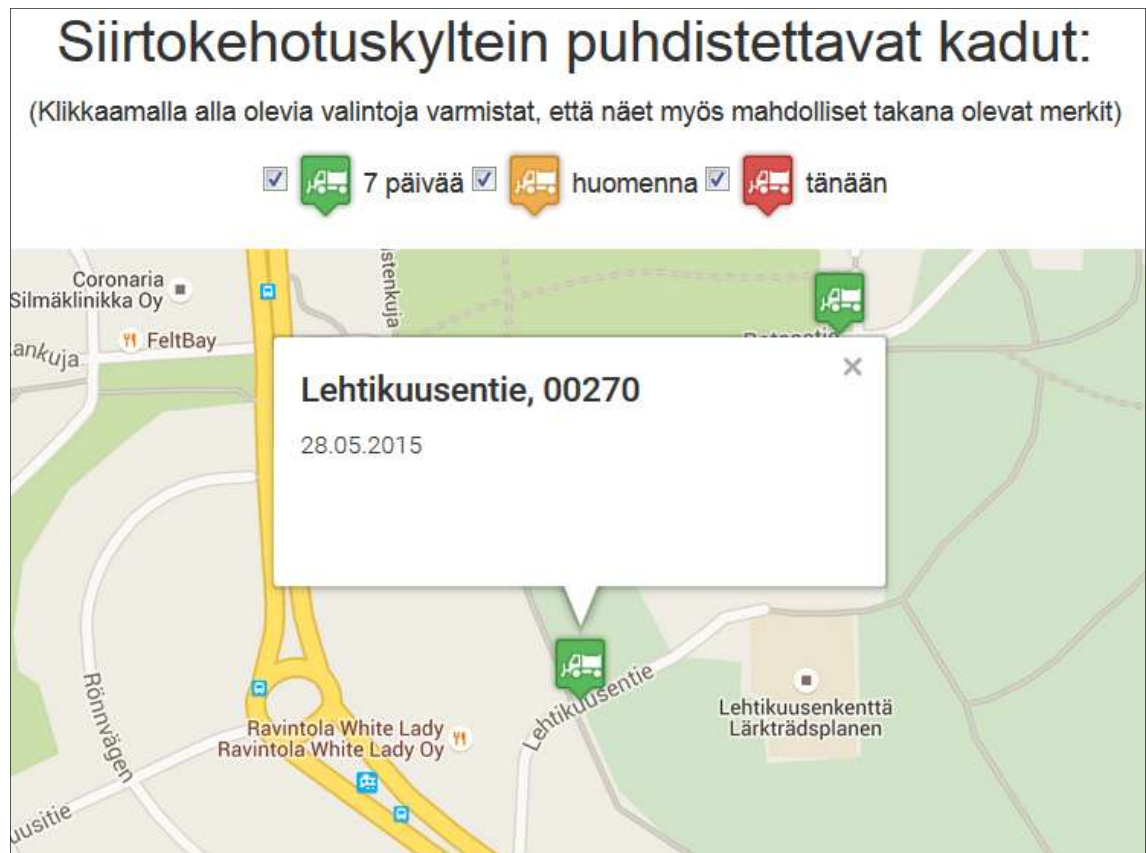 Siirtokehotuskyltein puhdistettavat kadut:
(Klikkaamalla alla olevia valintoja varmistat, että näet myös mahdolliset takana olevat merkit)
7 päivää huomenna tänään
Coronaria
Silmäklinikka Oy
istenkuja
FeltBay
ankuja
Lehtikuusentie, 00270
28.05.2015
Rönnvägen
Lehtikuusentie
Lehtikuusenkenttä
Lärkträdsplanen
Ravintola White Lady
Ravintola White Lady Oy
uusitie